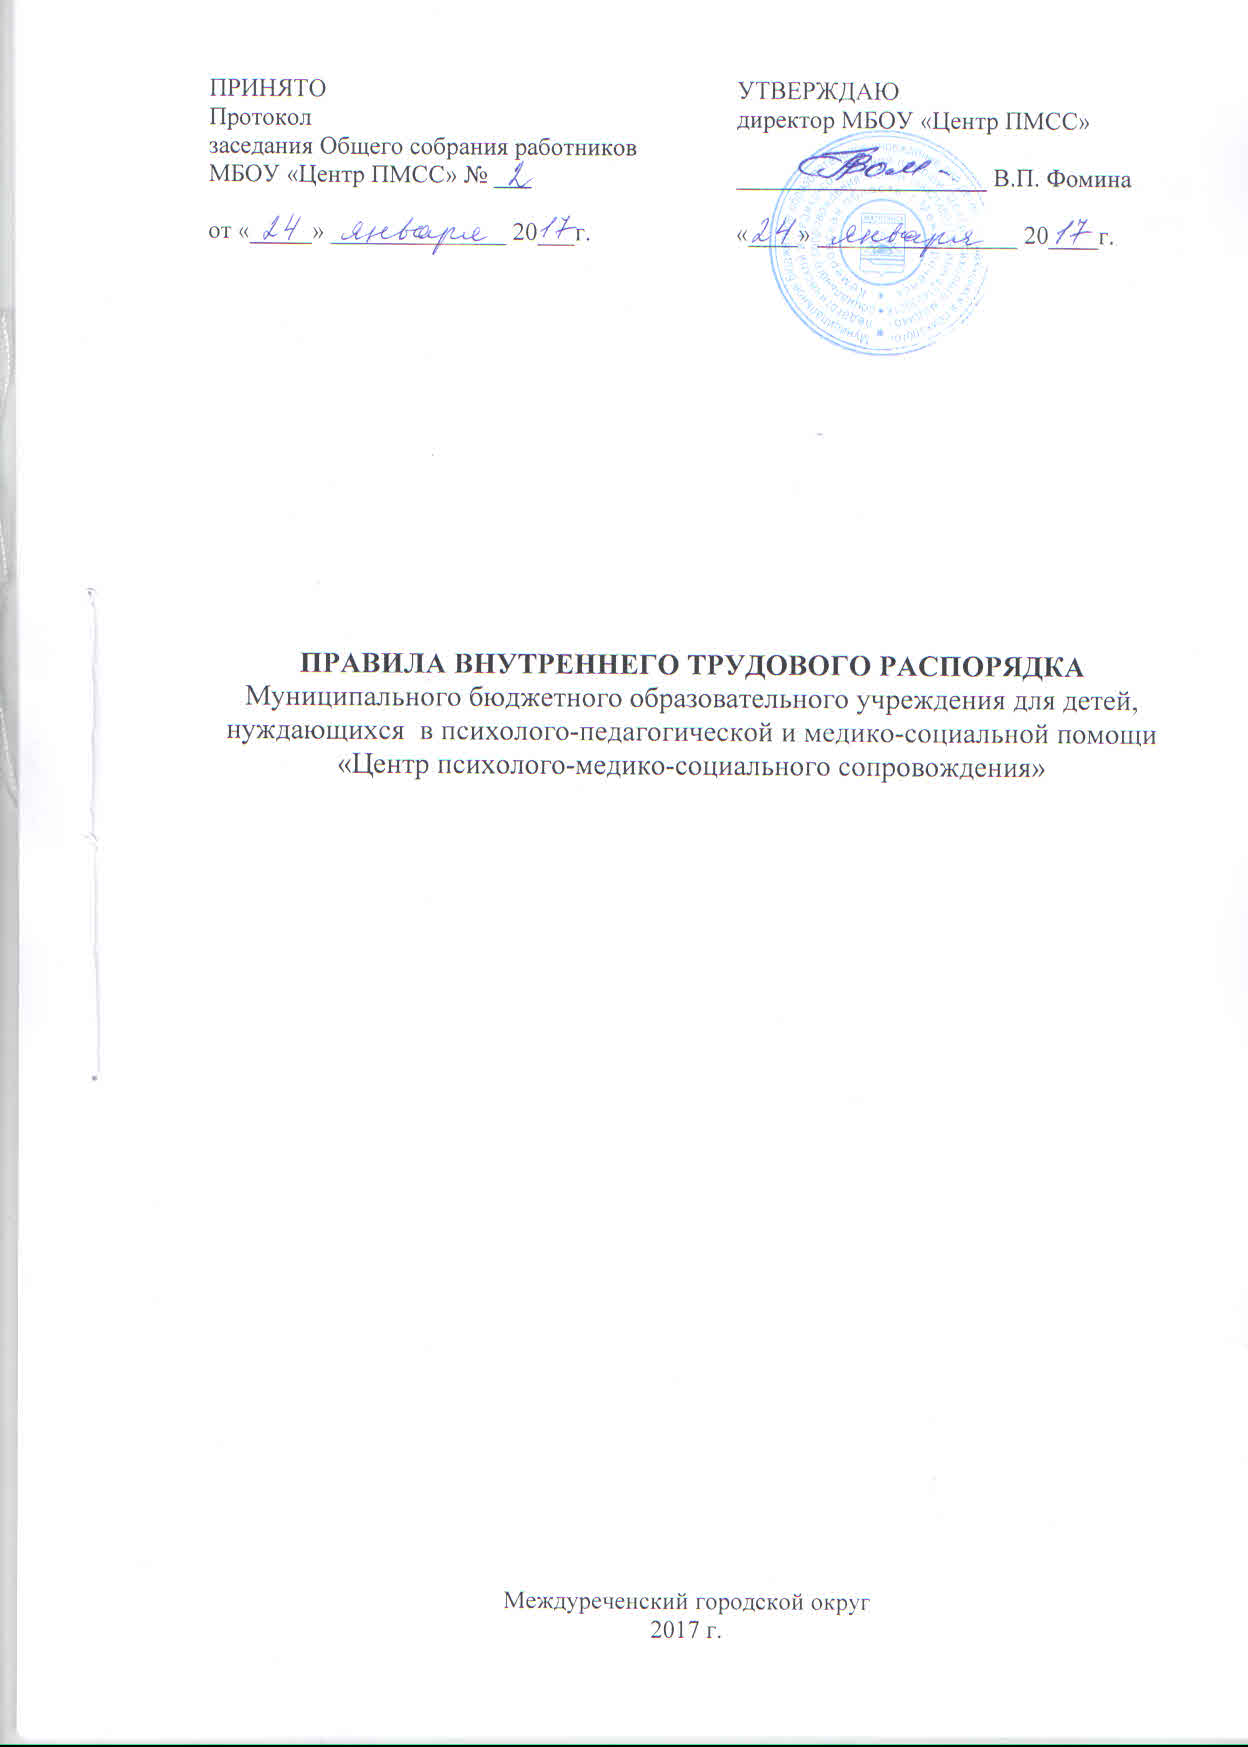 ПРИНЯТО
Протокол
заседания Общего собрания работников
МБОУ «Центр ПМСС» № 2
от «24» января 2017г.
УТВЕРЖДАЮ
директор МБОУ «Центр ПМСС»
В.П. Фомина
«24» января 2017г.
ПРАВИЛА ВНУТРЕННЕГО ТРУДОВОГО РАСПОРЯДКА
Муниципального бюджетного образовательного учреждения для детей,
нуждающихся в психолого-педагогической и медико-социальной помощи
«Центр психолого-медико-социального сопровождения»
Междуреченский городской округ
2017 г.